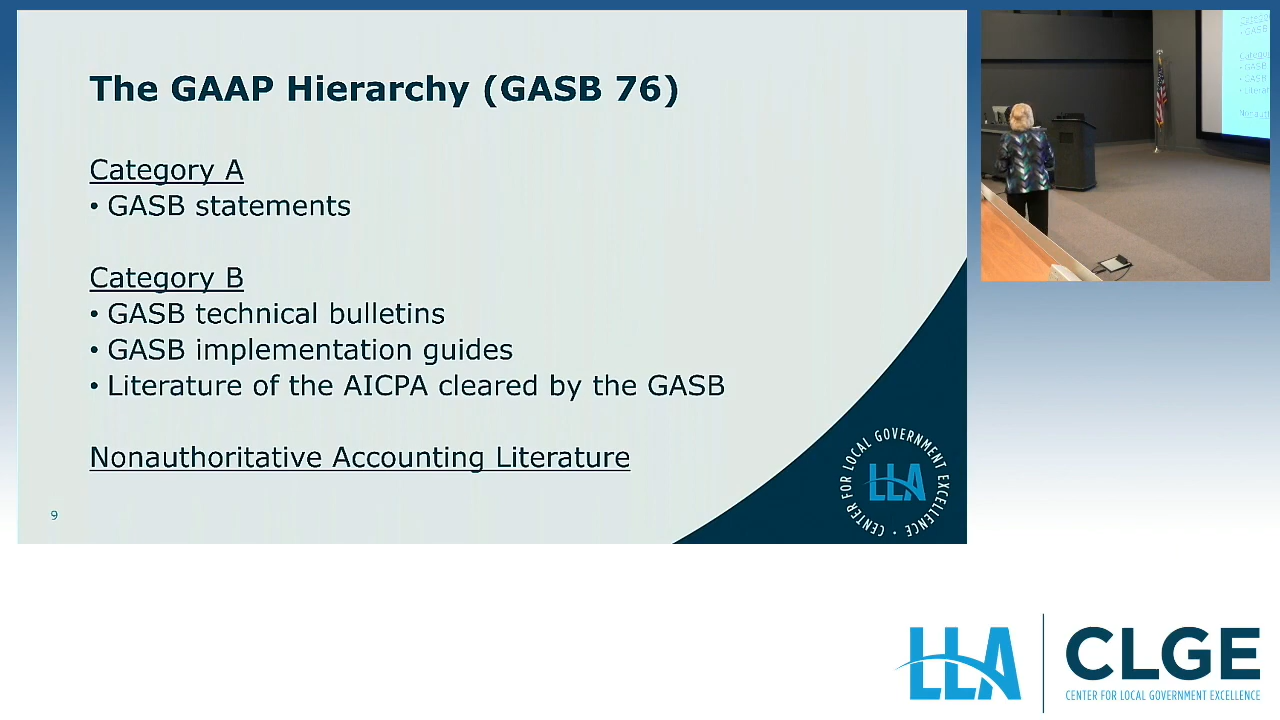 The GAAP Hierarchy (GASB 76)
Category A
• GASB statements
Category B
• GASB technical bulletins
• GASB implementation guides
• Literature of the AICPA cleared by the GASB
Nonauthoritative Accounting Literature
9
CENTER FOR LOCAL GOVERNMENT EXCELLENCE •
LLA
LLA
CLGE
CENTER FOR LOCAL GOVERNMENT EXCELLENCE